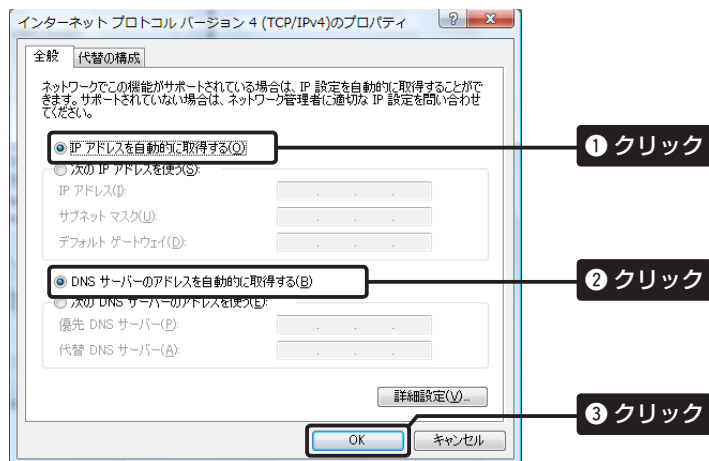 インターネット プロトコル バージョン 4 (TCP/IPv4)のプロパティ
全般
代替の構成
ネットワークでこの機能がサポートされている場合は、IP 設定を自動的に取得することがで
きます。サポートされていない場合は、ネットワーク管理者に適切な IP 設定を問い合わせ
てください。
IP アドレスを自動的に取得する(O)
❶ クリック
次の IP アドレスを使う(S):
IP アドレス(I):
サブネット マスク(U):
デフォルト ゲートウェイ(D):
DNS サーバーのアドレスを自動的に取得する(B)
❷ クリック
次の DNS サーバーのアドレスを使う(E):
優先 DNS サーバー(P):
代替 DNS サーバー(A):
詳細設定(V)...
❸ クリック
OK
キャンセル